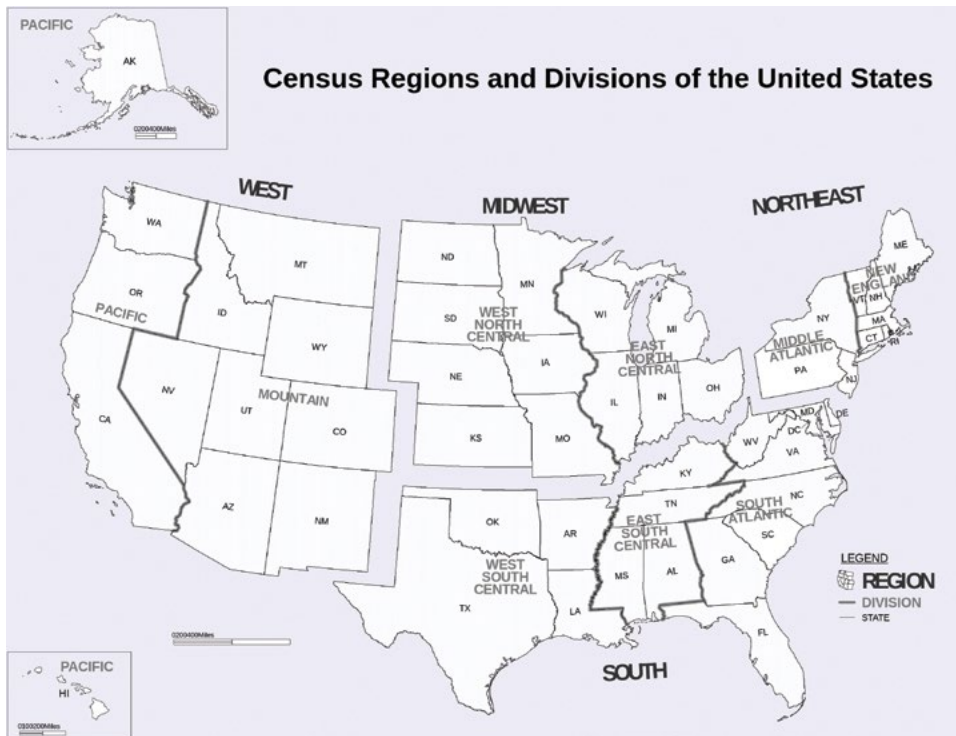 PACIFIC
AK
0200400Miles
Census Regions and Divisions of the United States
WEST
MIDWEST
NORTHEAST
WA
MT
OR
PACIFIC
ID
WY
NV
MOUNTAIN
UT
CO
CA
AZ
NM
ND
MN
SD
WEST
NORTH
CENTRAL
NE
IA
KS
MO
WI
MI
EAST
NORTH
CENTRAL
IL
IN
OH
ME
NEW
ENGLAND
VT
NH
NY
MA
CT
RI
MIDDLE
ATLANTIC
PA
NJ
MD
DE
DC
WV
VA
KY
NC
TN
SOUTH
ATLANTIC
SC
EAST
SOUTH
CENTRAL
MS
AL
GA
FL
OK
AR
WEST
SOUTH
CENTRAL
TX
LA
SOUTH
LEGEND
REGION
DIVISION
STATE
0200400Miles
PACIFIC
HI
0100200Miles